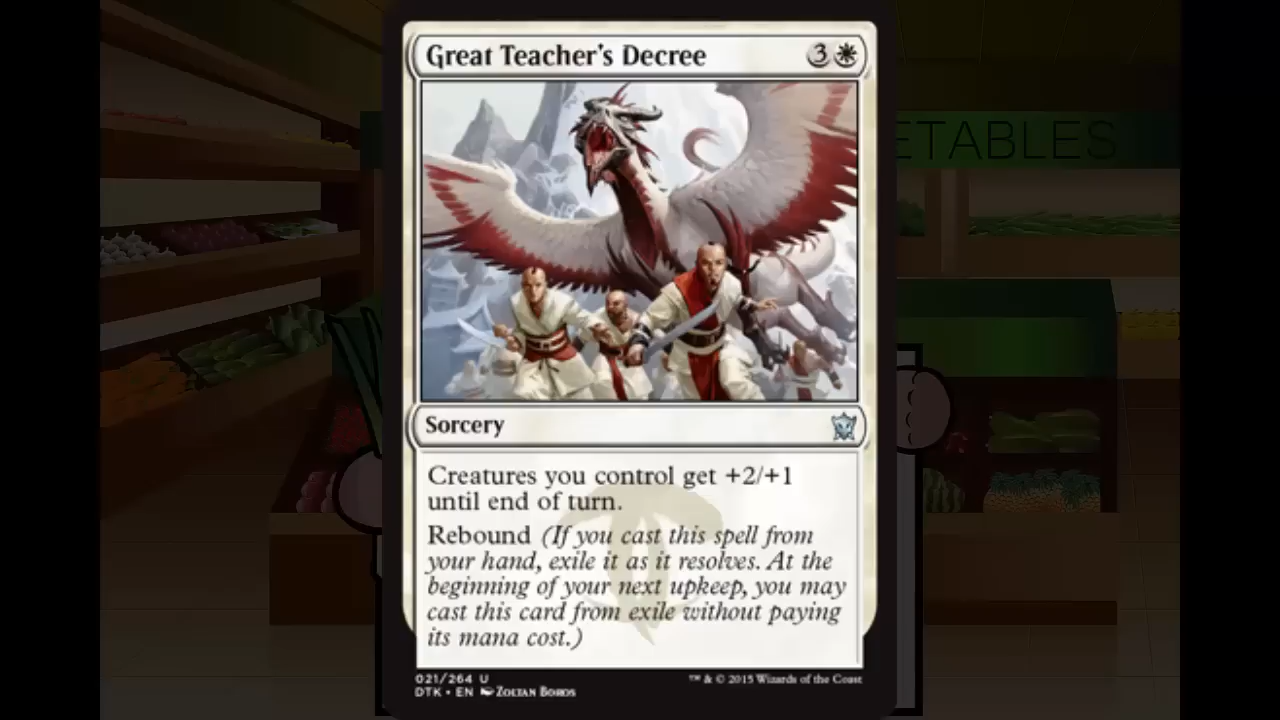 Great Teacher's Decree 3
ETABLES
Sorcery
Creatures you control get +2/+1
until end of turn.
Rebound (If you cast this spell from
your hand, exile it as it resolves. At the
beginning of your next upkeep, you may
cast this card from exile without paying
its mana cost.)
021/264 U
DTK • EN Zoltan Boros
™ & © 2015 Wizards of the Coast